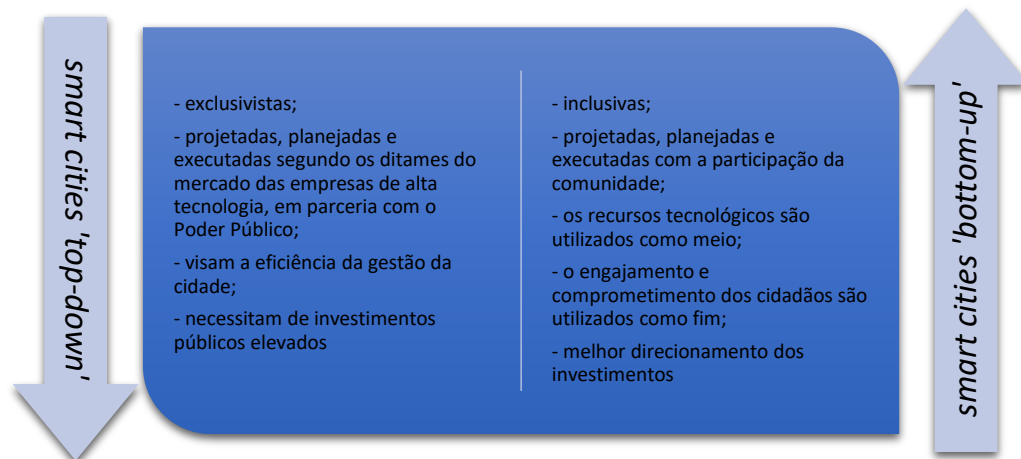 smart cities 'top-down'
- exclusivistas;
- projetadas, planejadas e
executadas segundo os ditames do
mercado das empresas de alta
tecnologia, em parceria com o
Poder Público;
- visam a eficiência da gestão da
cidade;
- necessitam de investimentos
públicos elevados
- inclusivas;
- projetadas, planejadas e
executadas com a participação da
comunidade;
- os recursos tecnológicos são
utilizados como meio;
- o engajamento e
comprometimento dos cidadãos são
utilizados como fim;
- melhor direcionamento dos
investimentos
smart cities 'bottom-up'